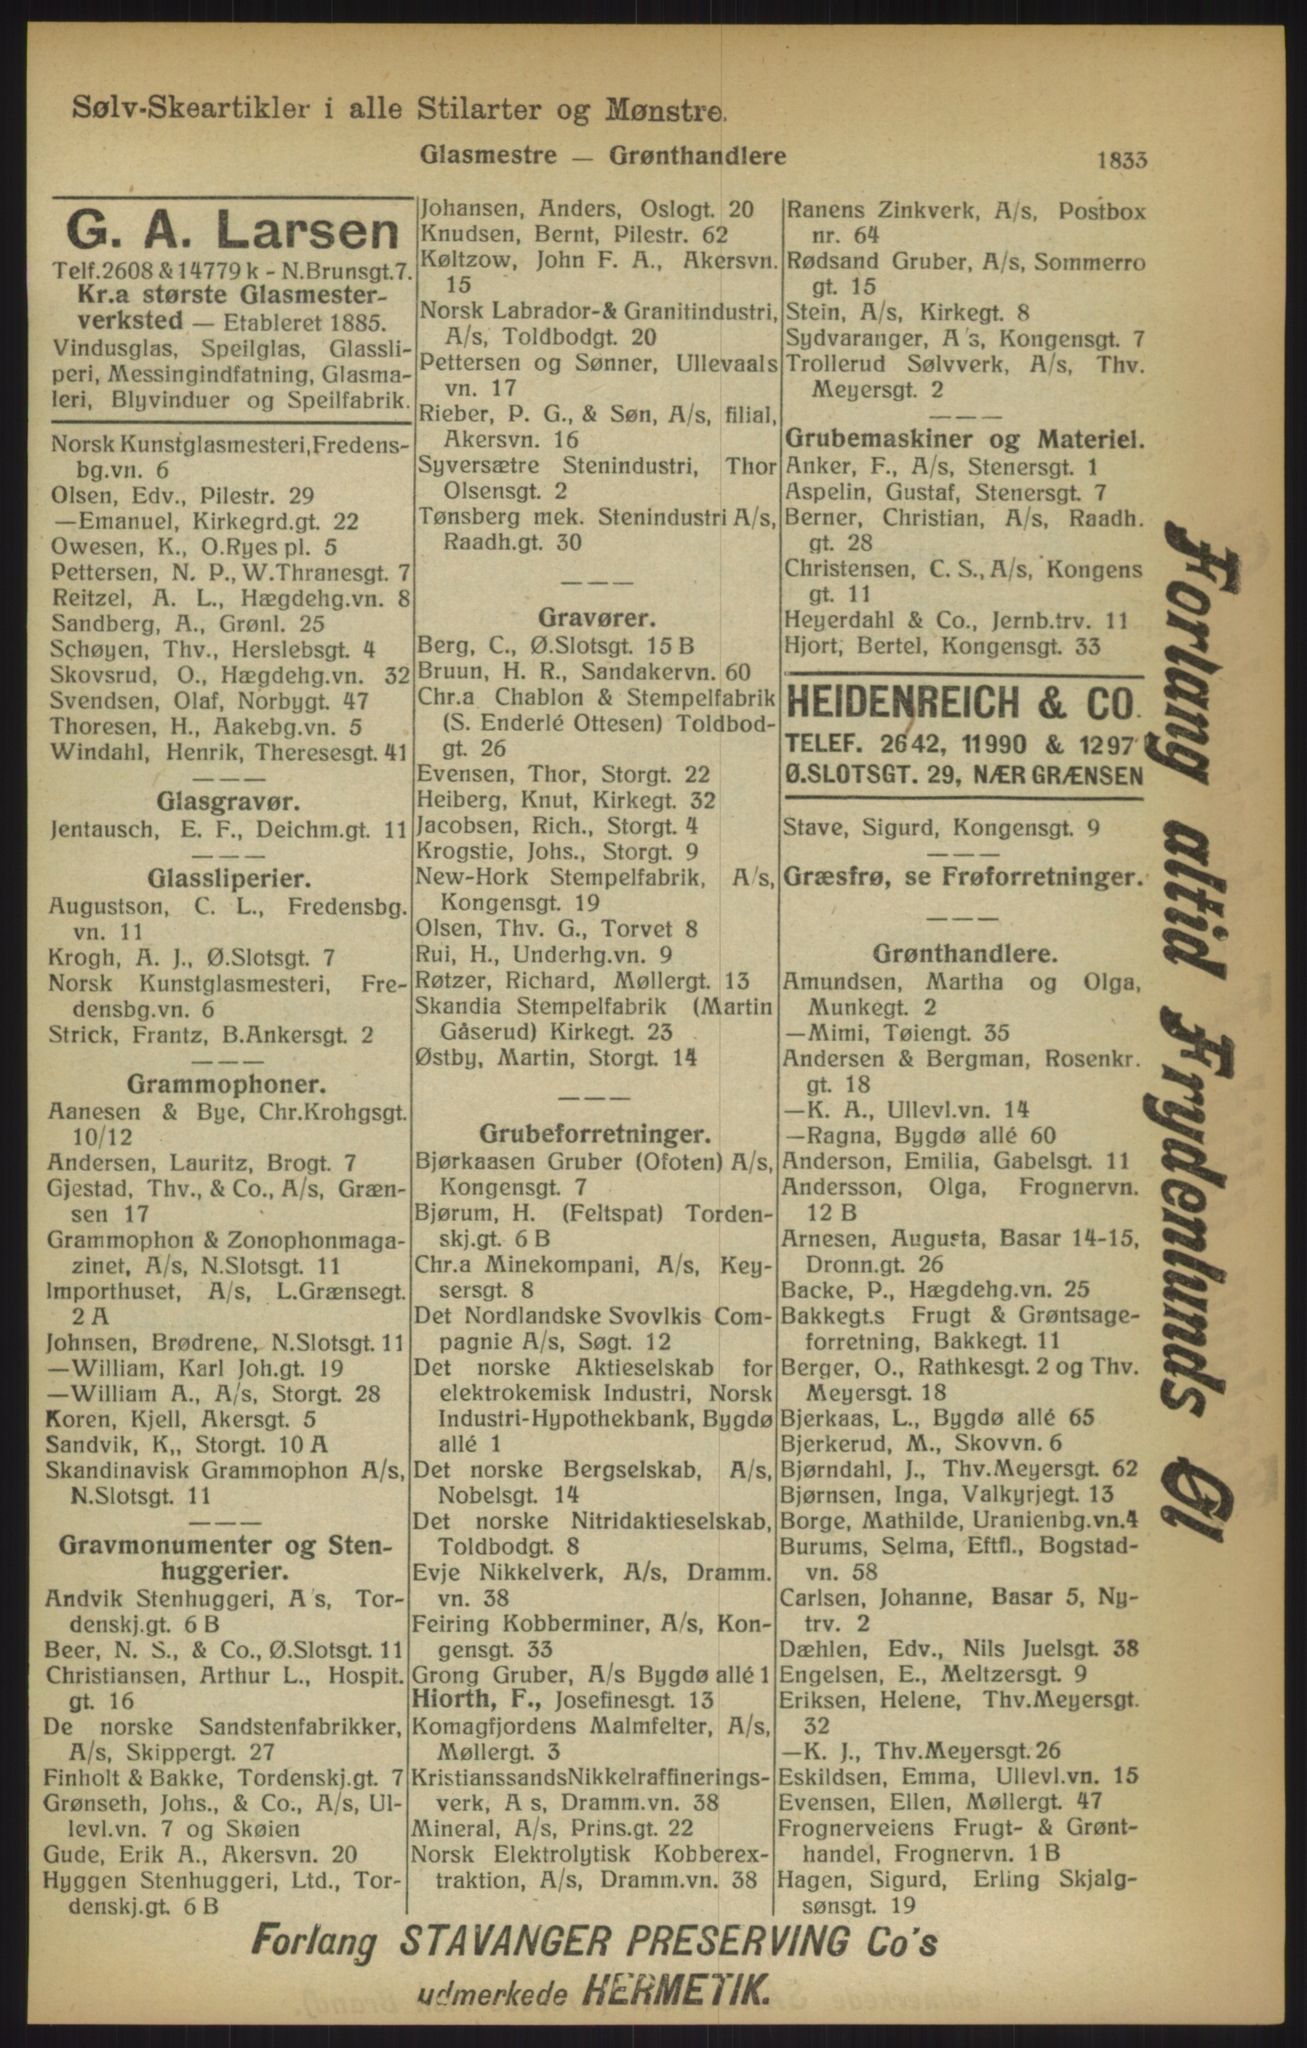 Sølv-Skeartikler i alle Stilarter og Mønstre.
Glasmestre — Grønthandlere
1833
G. A. Larsen
Telf.2608 & 14779 k - N.Brunsgt.7.
Kr.a største Glasmester-
verksted — Etableret 1885.
Vindusglas, Speilglas, Glassli-
peri, Messingindfatning, Glasma-
leri, Blyvinduer og Speilfabrik.
Norsk Kunstglasmesteri, Fredens-
bg.vn. 6
Olsen, Edv., Pilestr. 29
—Emanuel, Kirkegrd.gt. 22
Owesen, K., O.Ryes pl. 5
Pettersen, N. P., W.Thranesgt. 7
Reitzel, A. L., Hægdehg.vn. 8
Sandberg, A., Grønl. 25
Schøyen, Thv., Herslebsgt. 4
Skovsrud, O., Hægdehg.vn. 32
Svendsen, Olaf, Norbygt. 47
Thoresen, H., Aakebg.vn. 5
Windahl, Henrik, Theresesgt. 41
Glasgravør.
Jentausch, E. F., Deichm.gt. 11
Glassliperier.
Augustson, C. L., Fredensbg.
vn. 11
Krogh, A. J., Ø.Slotsgt. 7
Norsk Kunstglasmesteri, Fre-
densbg.vn. 6
Strick, Frantz, B.Ankersgt. 2
Grammophoner.
Aanesen & Bye, Chr.Krohgsgt.
10/12
Andersen, Lauritz, Brogt. 7
Gjestad, Thv., & Co., A/s, Græn-
sen 17
Grammophon & Zonophonmaga-
zinet, A/s, N.Slotsgt. 11
Importhuset, A/s, L.Grænsegt.
2 A
Johnsen, Brødrene, N.Slotsgt. 11
—William, Karl Joh.gt. 19
—William A., A/s, Storgt. 28
Koren, Kjell, Akersgt. 5
Sandvik, K,, Storgt. 10 A
Skandinavisk Grammophon A/s,
N.Slotsgt. 11
Gravmonumenter og Sten-
huggerier.
Andvik Stenhuggeri, A s, Tor-
denskj.gt. 6 B
Beer, N. S., & Co., Ø.Slotsgt. 11
Christiansen, Arthur L., Hospit.
gt. 16
De norske Sandstenfabrikker,
A/s, Skippergt. 27
Finholt & Bakke, Tordenskj.gt. 7
Grønseth, Johs., & Co., A/s, Ul-
levl.vn. 7 og Skøien
Gude, Erik A., Akersvn. 20
Hyggen Stenhuggeri, Ltd., Tor-
denskj.gt. 6 B
Johansen, Anders, Oslogt. 20
Knudsen, Bernt, Pilestr. 62
Køltzow, John F. A., Akersvn.
15
Norsk Labrador-& Granitindustri,
A/s, Toldbodgt. 20
Pettersen og Sønner, Ullevaals
vn. 17
Rieber, P. G., & Søn, A/s, filial,
Akersvn. 16
Syversætre Stenindustri, Thor
Olsensgt. 2
Tønsberg mek. Stenindustri A/s,
Raadh.gt. 30
Gravører.
Berg, C., Ø.Slotsgt. 15 B
Bruun, H. R., Sandakervn. 60
Chr.a Chablon & Stempelfabrik
(S. Enderlé Ottesen) Toldbod-
gt. 26
Evensen, Thor, Storgt. 22
Heiberg, Knut, Kirkegt. 32
Jacobsen, Rich., Storgt. 4
Krogstie, Johs., Storgt. 9
New-Hork Stempelfabrik, A/s,
Kongensgt. 19
Olsen, Thv. G., Torvet 8
Rui, H., Underhg.vn. 9
Røtzer, Richard, Møllergt. 13
Skandia Stempelfabrik (Martin
Gåserud) Kirkegt. 23
Østby, Martin, Storgt. 14
Grubeforretninger.
Bjørkaasen Gruber (Ofoten) A/s,
Kongensgt. 7
Bjørum, H. (Feltspat) Torden-
skj.gt. 6 B
Chr.a Minekompani, A/s, Key-
sersgt. 8
Det Nordlandske Svovlkis Com-
pagnie A/s, Søgt. 12
Det norske Aktieselskab for
elektrokemisk Industri, Norsk
Industri-Hypothekbank, Bygdø
allé 1
Det norske Bergselskab, A/s,
Nobelsgt. 14
Det norske Nitridaktieselskab,
Toldbodgt. 8
Evje Nikkelverk, A/s, Dramm.
vn. 38
Feiring Kobberminer, A/s, Kon-
gensgt. 33
Grong Gruber, A/s Bygdø allé 1
Hiorth, F., Josefinesgt. 13
Komagfjordens Malmfelter, A/s,
Møllergt. 3
KristianssandsNikkelraffinerings-
verk, A s, Dramm.vn. 38
Mineral, A/s, Prins.gt. 22
Norsk Elektrolytisk Kobberex-
traktion, A/s, Dramm.vn. 38
Ranens Zinkverk, A/s, Postbox
nr. 64
Rødsand Gruber, A/s, Sommerro
gt. 15
Stein, A/s, Kirkegt. 8
Sydvaranger, A s, Kongensgt. 7
Trollerud Sølvverk, A/s, Thv.
Meyersgt. 2
Grubemaskiner og Materiel.
Anker, F., A/s, Stenersgt. 1
Aspelin, Gustaf, Stenersgt. 7
Berner, Christian, A/s, Raadh.
gt. 28
Christensen, C. S., A/s, Kongens
gt. 11
Heyerdahl & Co., Jernb.trv. 11
Hjort, Bertel, Kongensgt. 33
HEIDENREICH & CO.
TELEF. 2642, 11990 & 1297
Ø.SLOTSGT. 29, NÆR GRÆNSEN
Stave, Sigurd, Kongensgt. 9
Græsfrø, se Frøforretninger.
Grønthandlere.
Amundsen, Martha og Olga,
Munkegt. 2
—Mimi, Tøiengt. 35
Andersen & Bergman, Rosenkr.
gt. 18
—K. A., Ullevl.vn. 14
—Ragna, Bygdø allé 60
Anderson, Emilia, Gabelsgt. 11
Andersson, Olga, Frognervn.
12 B
Arnesen, Augusta, Basar 14-15,
Dronn.gt. 26
Backe, P., Hægdehg.vn. 25
Bakkegt.s Frugt & Grøntsage-
forretning, Bakkegt. 11
Berger, O., Rathkesgt. 2 og Thv.
Meyersgt. 18
Bjerkaas, L., Bygdø allé 65
Bjerkerud, M., Skovvn. 6
Bjørndahl, J., Thv.Meyersgt. 62
Bjørnsen, Inga, Valkyrjegt. 13
Borge, Mathilde, Uranienbg.vn.4
Burums, Selma, Eftfl., Bogstad-
vn. 58
Carlsen, Johanne, Basar 5, Ny-
trv. 2
Dæhlen, Edv., Nils Juelsgt. 38
Engelsen, E., Meltzersgt. 9
Eriksen, Helene, Thv.Meyersgt.
32
—K. J., Thv.Meyersgt. 26
Eskildsen, Emma, Ullevl.vn. 15
Evensen, Ellen, Møllergt. 47
Frognerveiens Frugt- & Grønt-
handel, Frognervn. 1 B
Hagen, Sigurd, Erling Skjalg-
sønsgt. 19
Forlang altid Frydenlunds Øl
Forlang STAVANGER PRESERVING Co's
udmerkede HERMETIK.